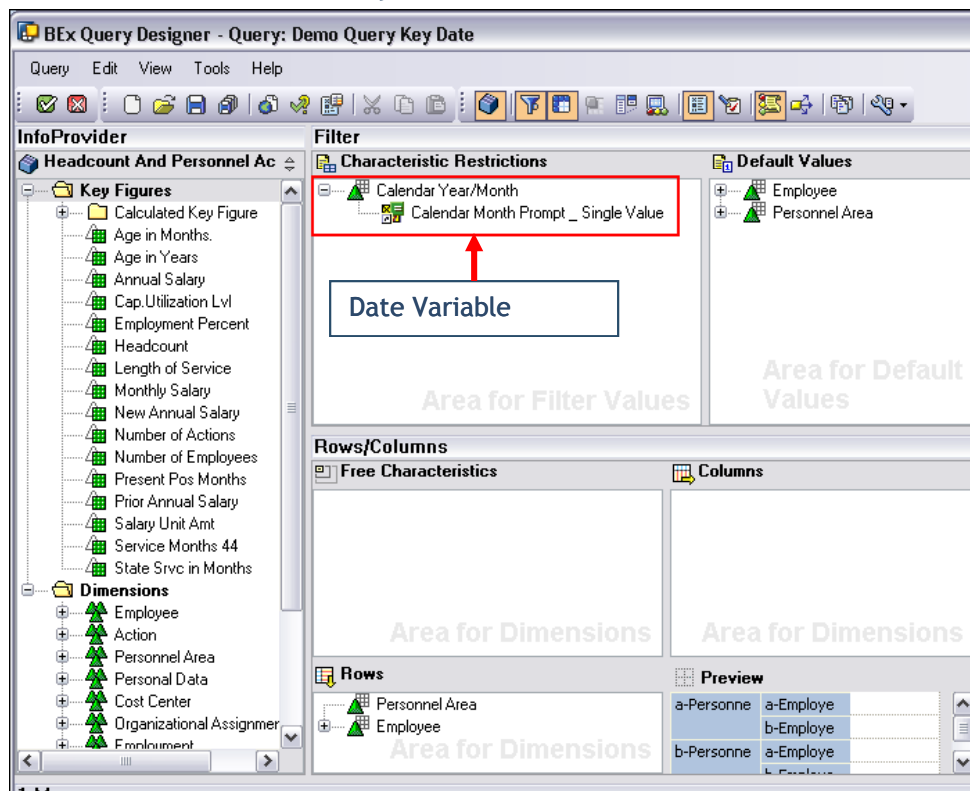 BEx Query Designer - Query: Demo Query Key Date
Query Edit View Tools Help
InfoProvider
Headcount And Personnel Ac
Key Figures
Calculated Key Figure
Age in Months.
Age in Years
Annual Salary
Cap.Utilization Lvl
Employment Percent
Headcount
Length of Service
Monthly Salary
New Annual Salary
Number of Actions
Number of Employees
Present Pos Months
Prior Annual Salary
Salary Unit Amt
Service Months 44
State Srvc in Months
Dimensions
Employee
Action
Personnel Area
Personal Data
Cost Center
Organizational Assignmer
Employment
Filter
Characteristic Restrictions
Calendar Year/Month
Calendar Month Prompt _ Single Value
Date Variable
Area for Filter Values
Default Values
Employee
Personnel Area
Area for Default
Values
Rows/Columns
Free Characteristics
Area for Dimensions
Columns
Area for Dimensions
Rows
Personnel Area
Employee
Area for Dimensions
Preview
a-Personne a-Employe
b-Employe
b-Personne a-Employe